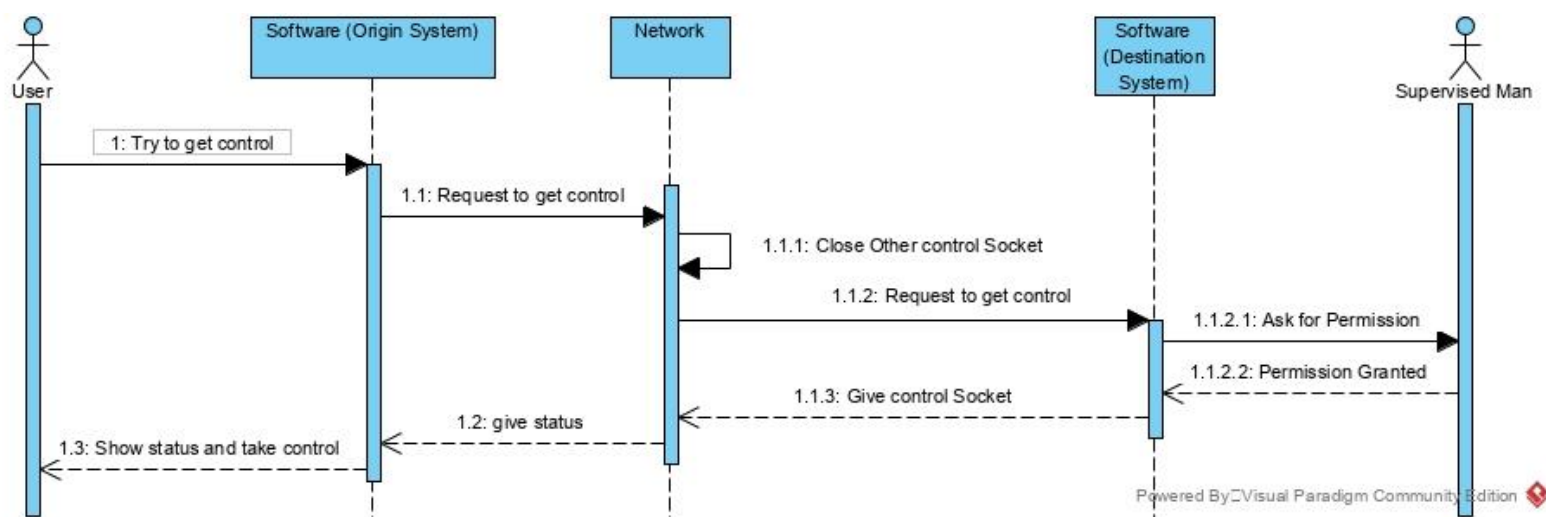 Software (Origin System)
Network
Software
(Destination
System)
User
Supervised Man
1: Try to get control
1.1: Request to get control
1.1.1: Close Other control Socket
1.1.2: Request to get control
1.1.2.1: Ask for Permission
1.1.2.2: Permission Granted
1.1.3: Give control Socket
1.2: give status
1.3: Show status and take control
Powered By Visual Paradigm Community Edition